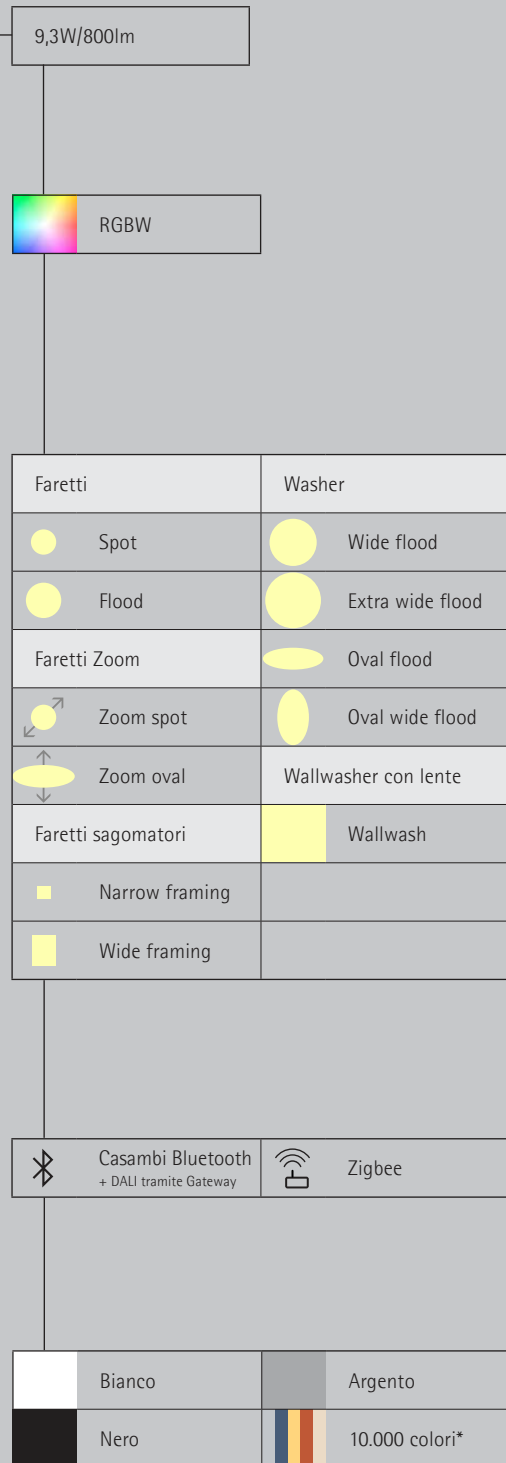 9,3W/800lm
RGBW
Faretti
Washer
Spot
Wide flood
Flood
Extra wide flood
Faretti Zoom
Oval flood
Zoom spot
Oval wide flood
Zoom oval
Wallwasher con lente
Faretti sagomatori
Wallwash
Narrow framing
Wide framing
Casambi Bluetooth
+ DALI tramite Gateway
Zigbee
Bianco
Argento
Nero
10.000 colori*